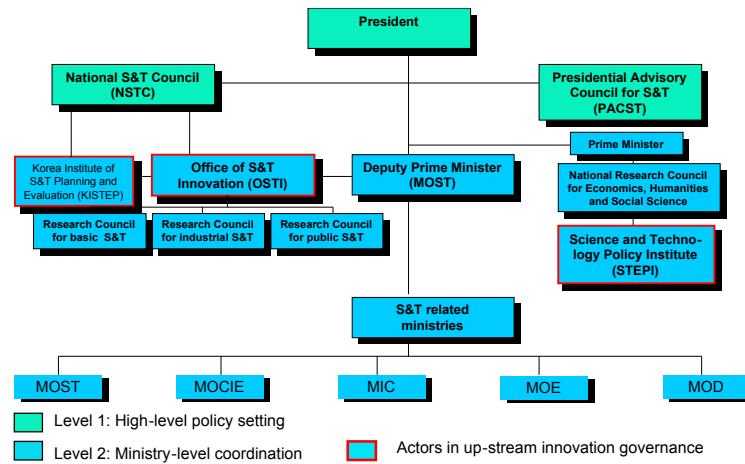 President
National S&T Council
(NSTC)
Presidential Advisory
Council for S&T
(PACST)
Prime Minister
Korea Institute of
S&T Planning and
Evaluation (KISTEP)
Office of S&T
Innovation (OSTI)
Deputy Prime Minister
(MOST)
National Research Council
for Economics, Humanities
and Social Science
Research Council
for basic S&T
Research Council
for industrial S&T
Research Council
for public S&T
Science and Techno-
logy Policy Institute
(STEPI)
S&T related
ministries
MOST
MOCIE
MIC
MOE
MOD
Level 1: High-level policy setting
Level 2: Ministry-level coordination
Actors in up-stream innovation governance